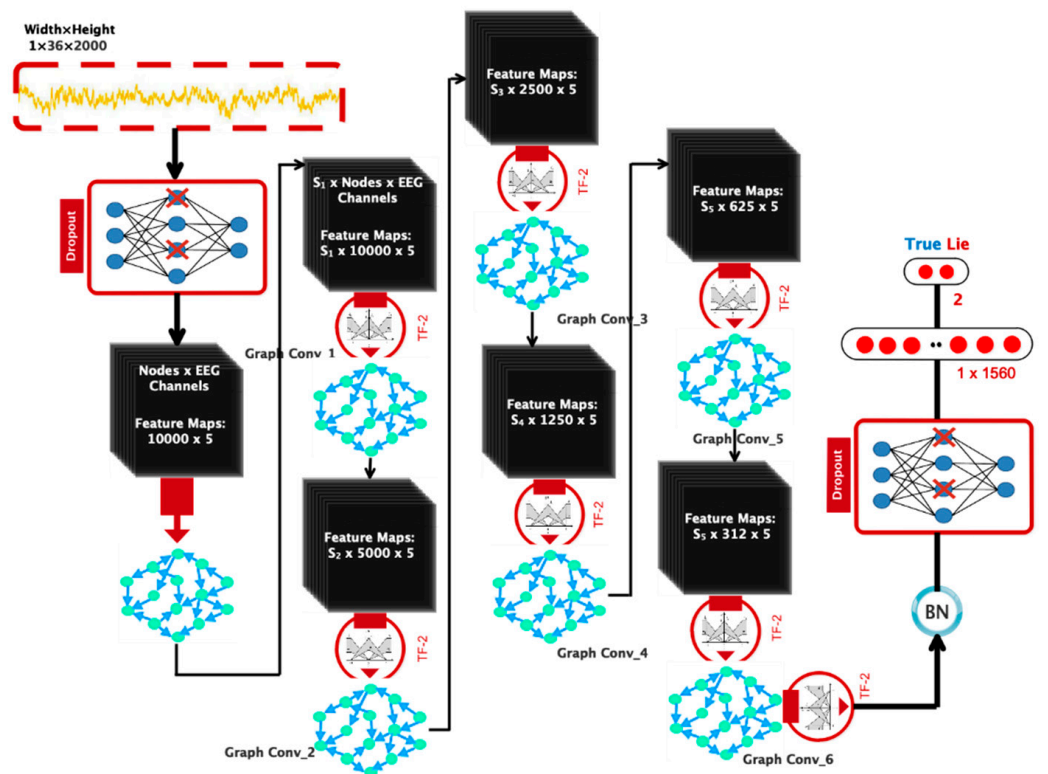 Width×Height
1×36×2000
Dropout
Nodes x EEG
Channels
Feature Maps:
10000 x 5
S₁ x Nodes x EEG
Channels
Feature Maps:
S₁ x 10000 x 5
TF-2
Graph Conv_1
Feature Maps:
S₂ x 5000 x 5
TF-2
Graph Conv_2
Feature Maps:
S₃ x 2500 x 5
TF-2
Graph Conv_3
Feature Maps:
S₄ x 1250 x 5
TF-2
Graph Conv_4
Feature Maps:
S₅ x 625 x 5
TF-2
Graph Conv_5
Feature Maps:
S₅ x 312 x 5
TF-2
TF-2
Graph Conv_6
BN
Dropout
1 x 1560
2
True Lie